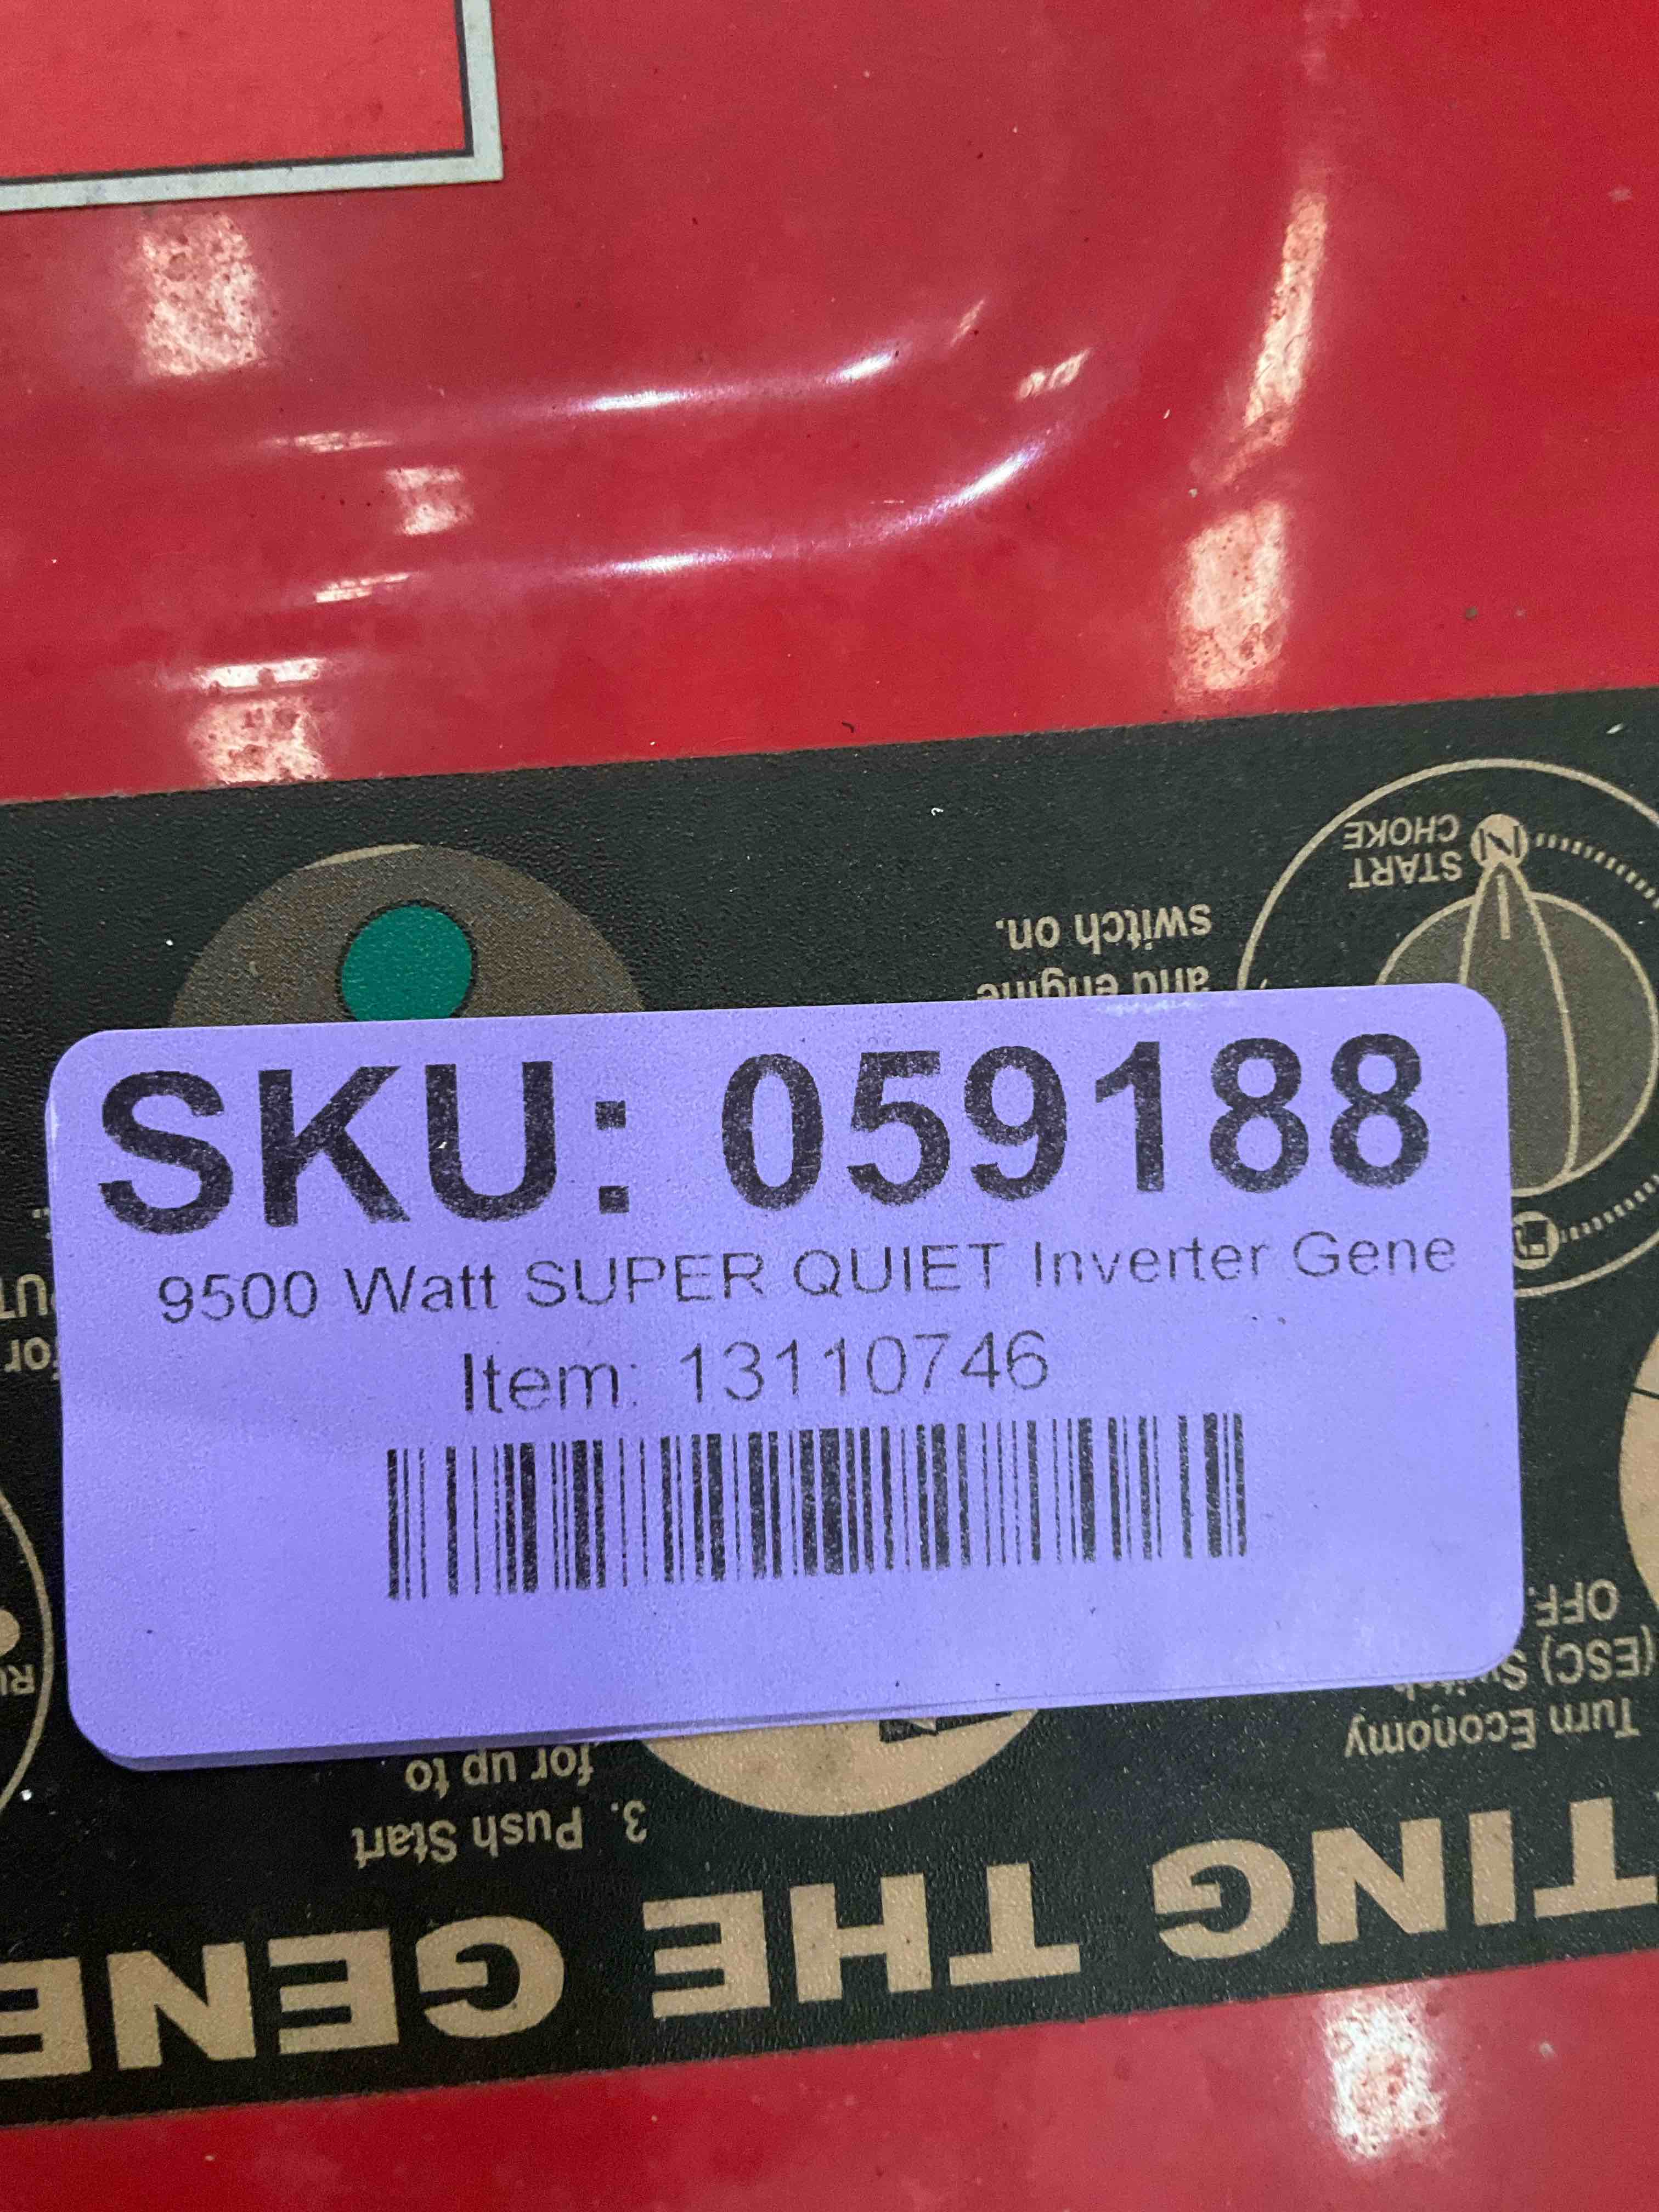 SKU: 059188
9500 Watt SUPER QUIET Inverter Gene
Item: 13110746
TING THE GENE
3. Push Start
for up to
Turn Economy
(ESC) Switch
OFF.
and engine
switch on.
START
CHOKE
for